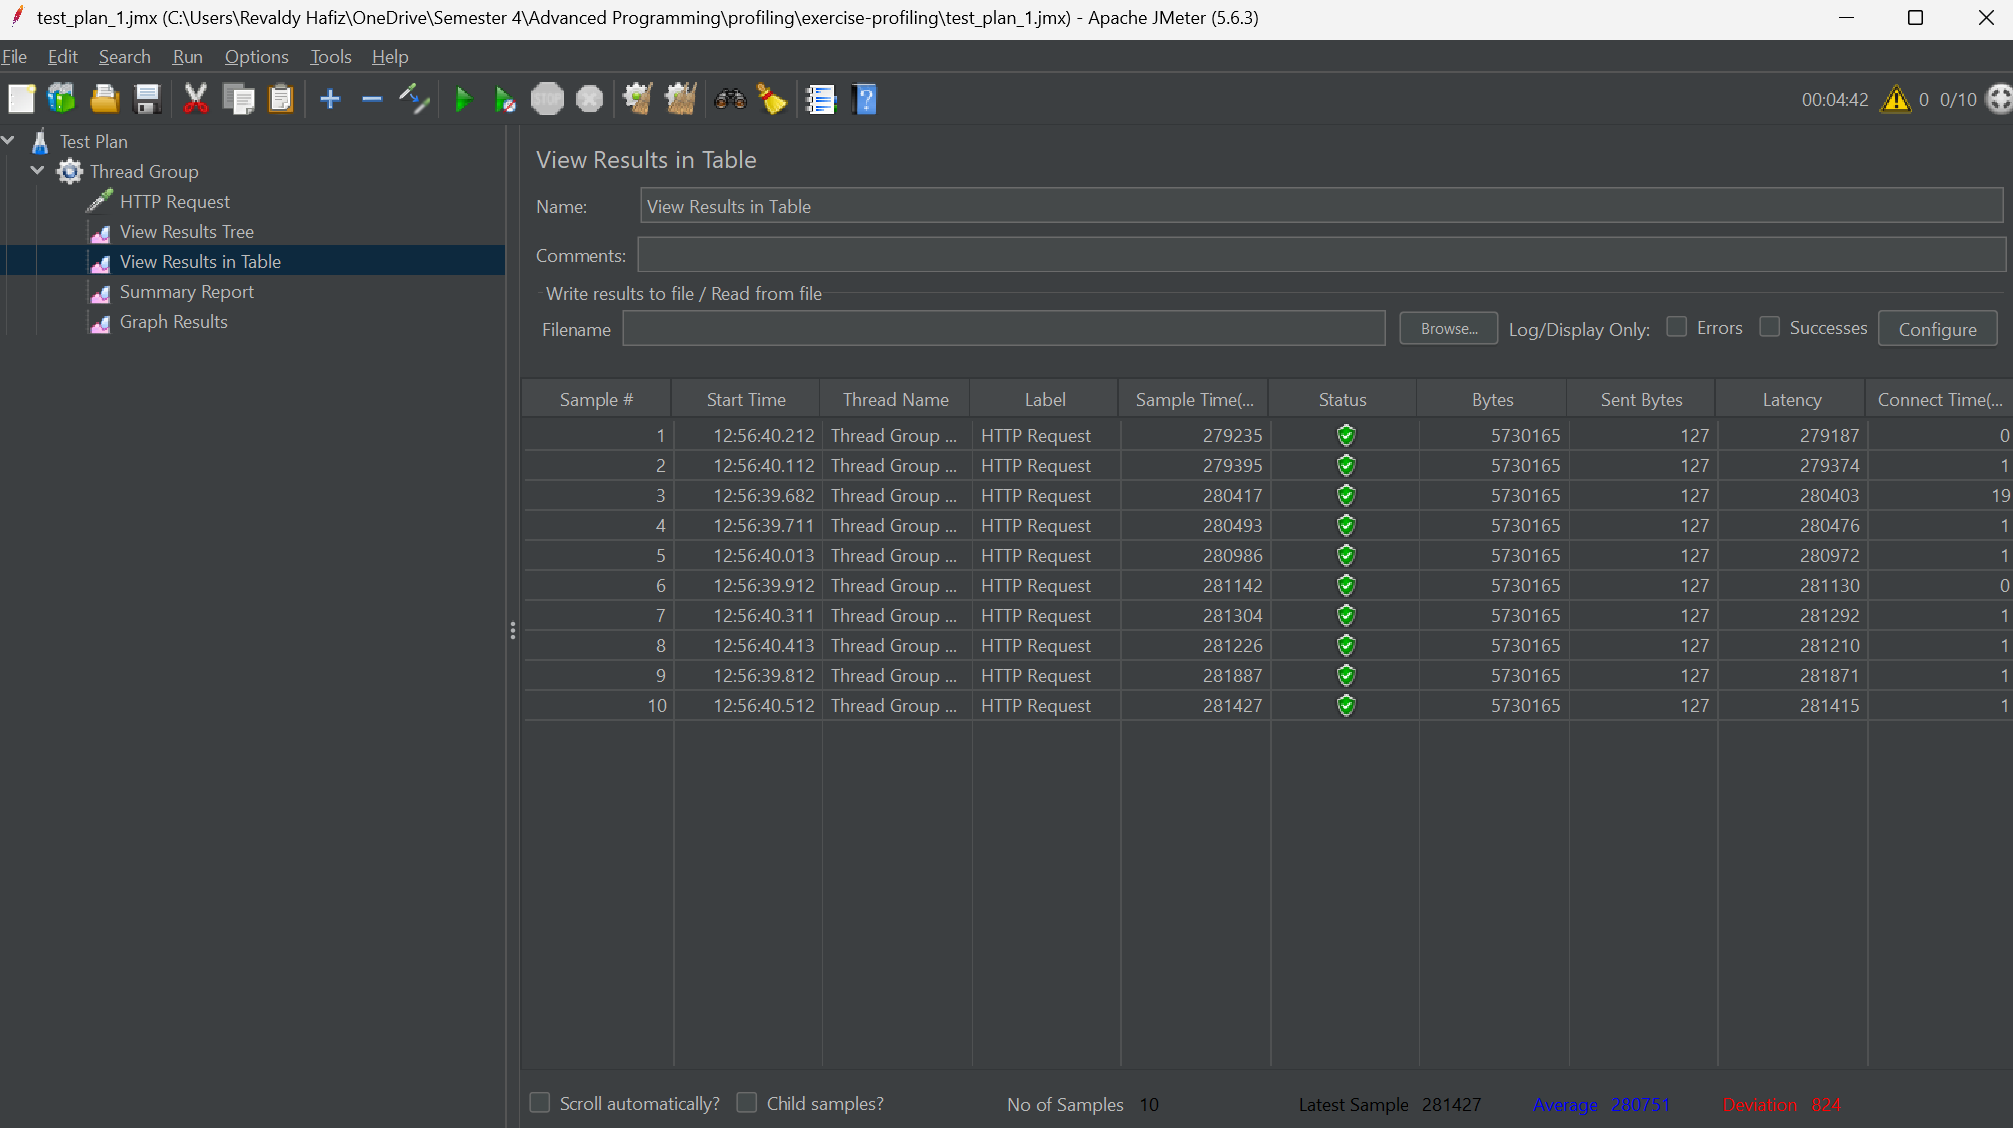 test_plan_1.jmx (C:\Users\Revaldy Hafiz\OneDrive\Semester 4\Advanced Programming\profiling\exercise-profiling\test_plan_1.jmx) - Apache JMeter (5.6.3)
File Edit Search Run Options Tools Help
STOP
00:04:42 0 0/10
Test Plan
Thread Group
HTTP Request
View Results Tree
View Results in Table
Summary Report
Graph Results
View Results in Table
Name: View Results in Table
Comments:
Write results to file / Read from file
Filename Browse... Log/Display Only: Errors Successes Configure
Sample # Start Time Thread Name Label Sample Time(... Status Bytes Sent Bytes Latency Connect Time(...
1 12:56:40.212 Thread Group ... HTTP Request 279235 5730165 127 279187 0
2 12:56:40.112 Thread Group ... HTTP Request 279395 5730165 127 279374 1
3 12:56:39.682 Thread Group ... HTTP Request 280417 5730165 127 280403 19
4 12:56:39.711 Thread Group ... HTTP Request 280493 5730165 127 280476 1
5 12:56:40.013 Thread Group ... HTTP Request 280986 5730165 127 280972 1
6 12:56:39.912 Thread Group ... HTTP Request 281142 5730165 127 281130 0
7 12:56:40.311 Thread Group ... HTTP Request 281304 5730165 127 281292 1
8 12:56:40.413 Thread Group ... HTTP Request 281226 5730165 127 281210 1
9 12:56:39.812 Thread Group ... HTTP Request 281887 5730165 127 281871 1
10 12:56:40.512 Thread Group ... HTTP Request 281427 5730165 127 281415 1
Scroll automatically? Child samples? No of Samples 10 Latest Sample 281427 Average 280751 Deviation 824